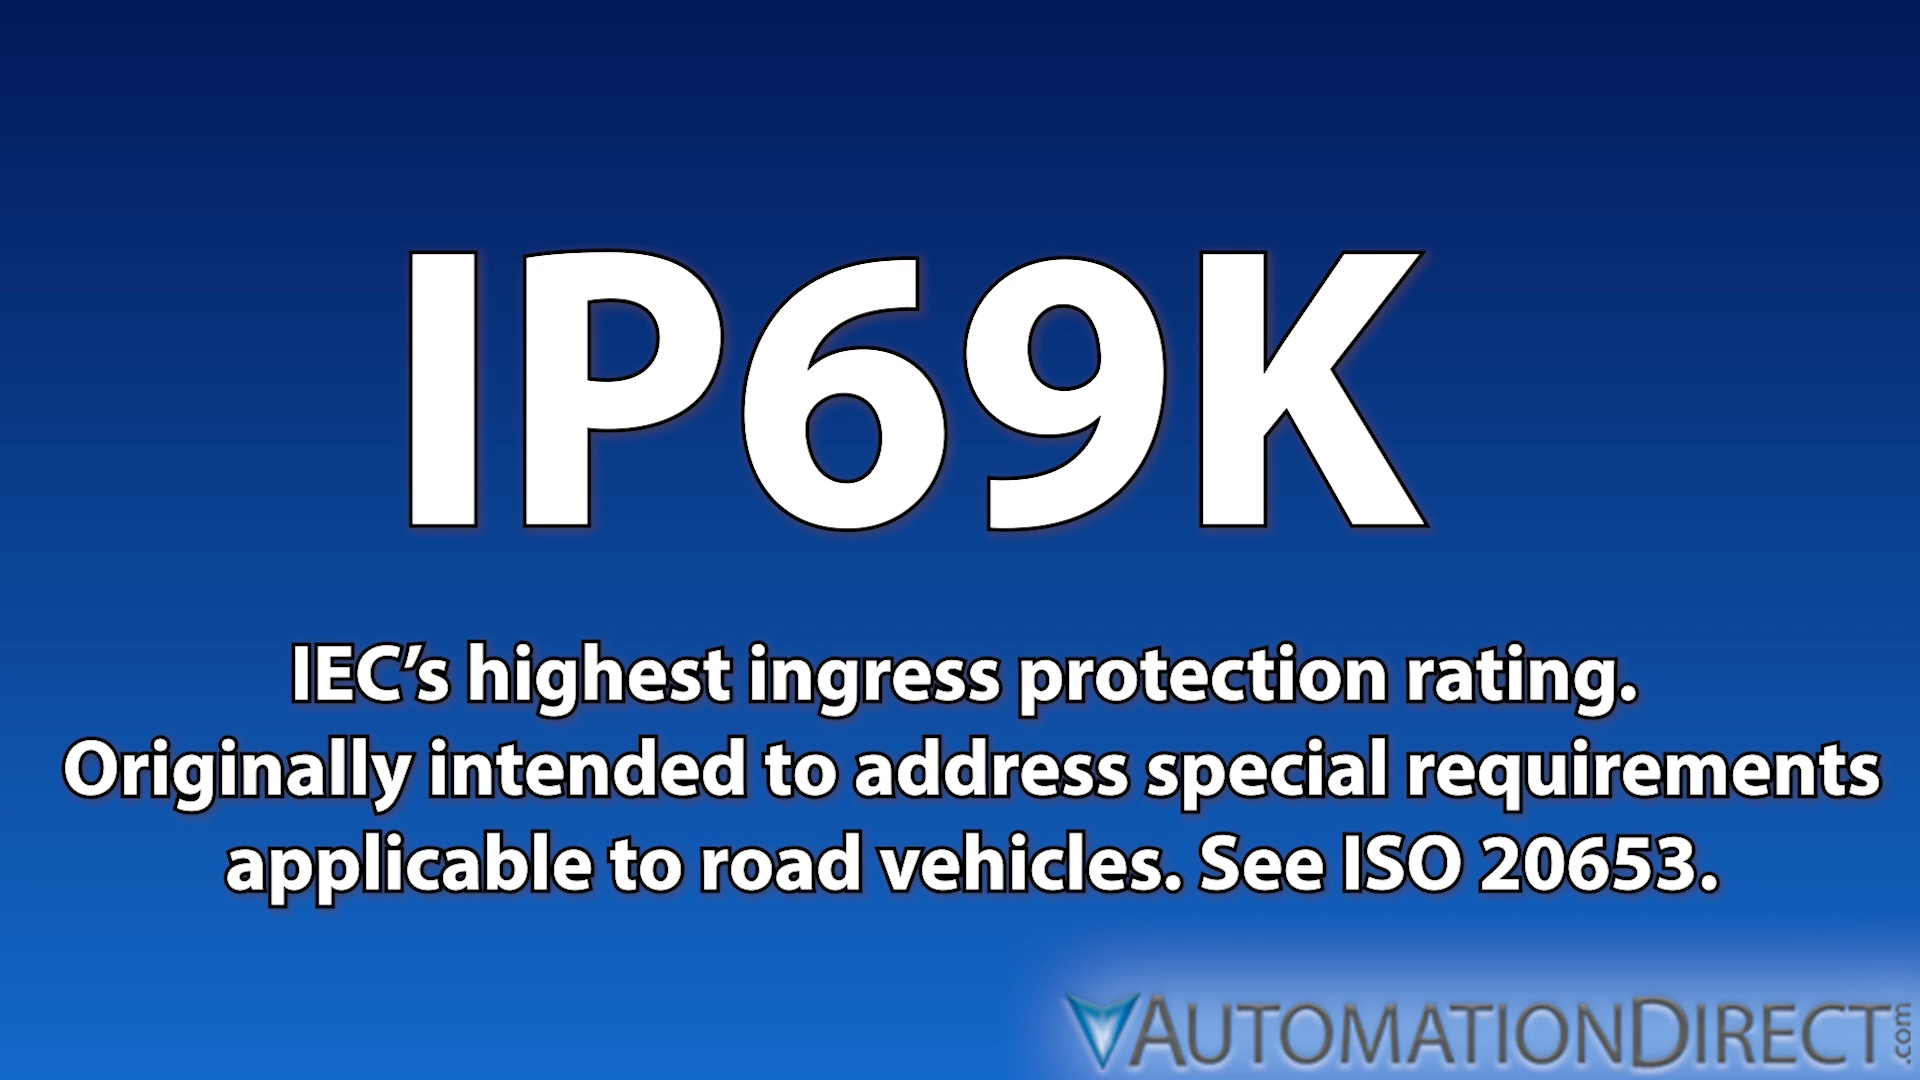 IP69K
IEC’s highest ingress protection rating.
Originally intended to address special requirements
applicable to road vehicles. See ISO 20653.
AUTOMATIONDIRECT.com